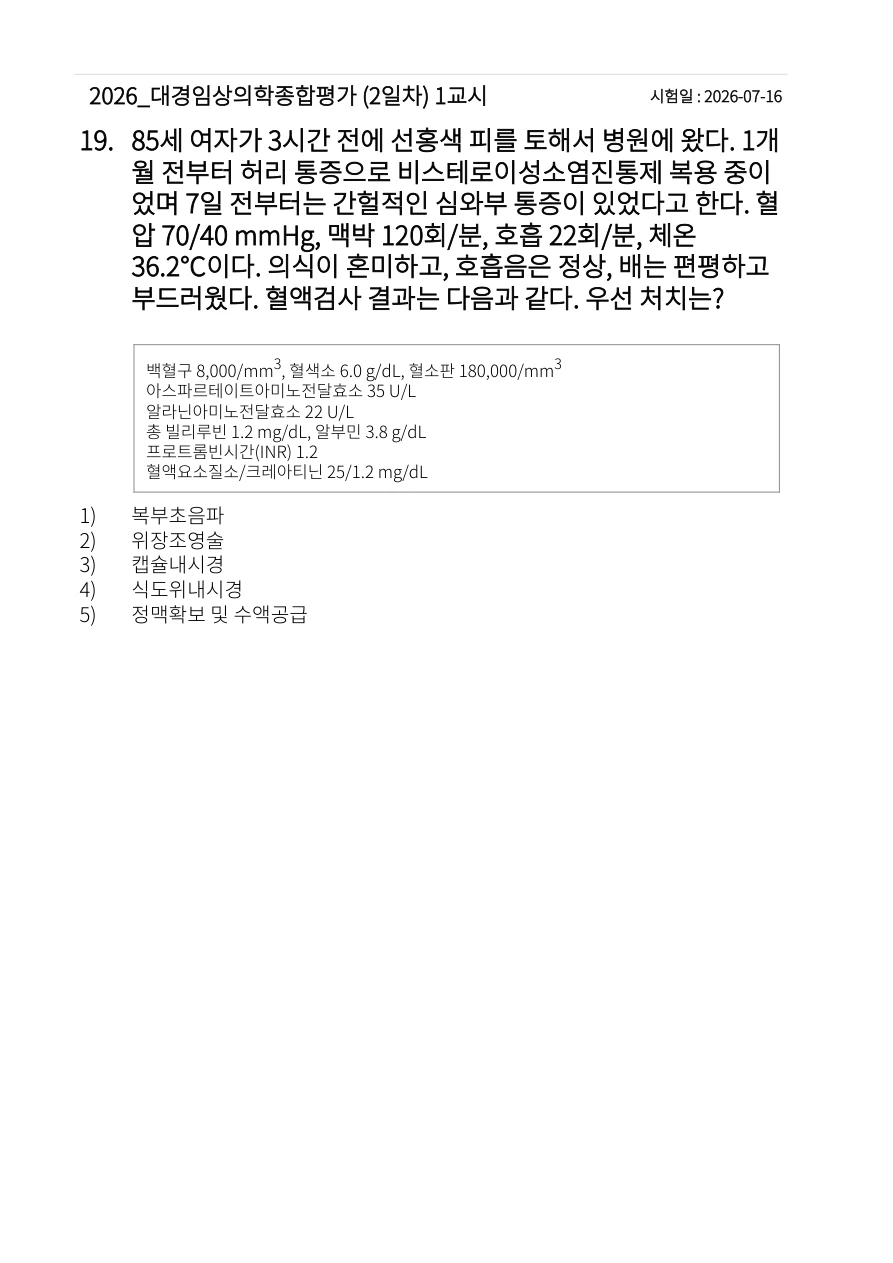 2026_대경임상의학종합평가 (2일차) 1교시
시험일 : 2026-07-16
19. 85세 여자가 3시간 전에 선홍색 피를 토해서 병원에 왔다. 1개
월 전부터 허리 통증으로 비스테로이성소염진통제 복용 중이
었며 7일 전부터는 간헐적인 심와부 통증이 있었다고 한다. 혈
압 70/40 mmHg, 맥박 120회/분, 호흡 22회/분, 체온
36.2℃이다. 의식이 혼미하고, 호흡음은 정상, 배는 편평하고
부드러웠다. 혈액검사 결과는 다음과 같다. 우선 처치는?
백혈구 8,000/mm³, 혈색소 6.0 g/dL, 혈소판 180,000/mm³
아스파르테이트아미노전달효소 35 U/L
알라닌아미노전달효소 22 U/L
총 빌리루빈 1.2 mg/dL, 알부민 3.8 g/dL
프로트롬빈시간(INR) 1.2
혈액요소질소/크레아티닌 25/1.2 mg/dL
1) 복부초음파
2) 위장조영술
3) 캡슐내시경
4) 식도위내시경
5) 정맥확보 및 수액공급